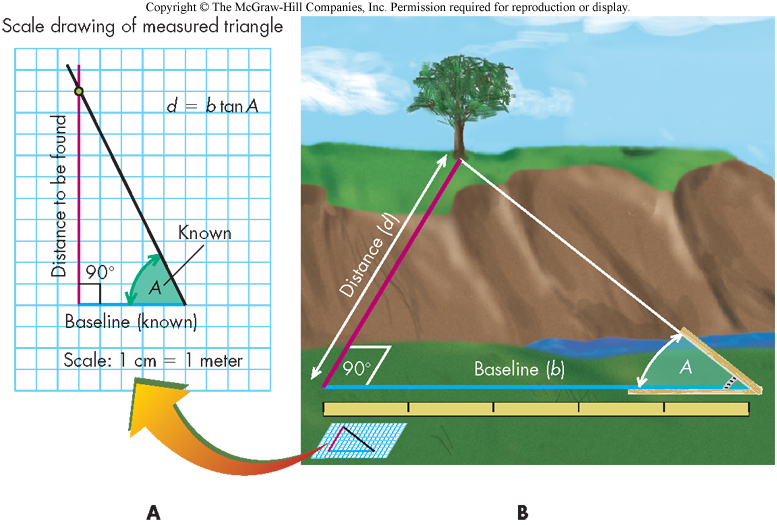 Copyright © The McGraw-Hill Companies, Inc. Permission required for reproduction or display.
Scale drawing of measured triangle
d = b tan A
Distance to be found
Known
90°
A
Baseline (known)
Scale: 1 cm = 1 meter
A
Distance (d)
90°
Baseline (b)
A
B